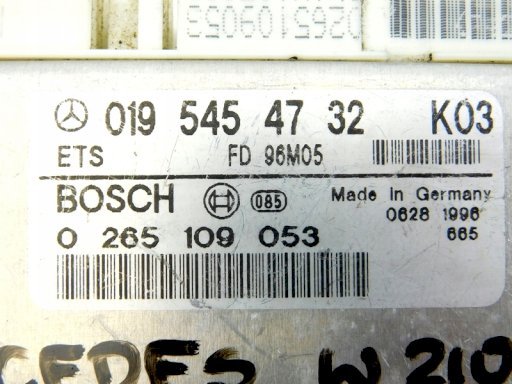 0265109053
019 545 47 32 K03
ETS FD 96M05
BOSCH 085 Made in Germany
0628 1996
0 265 109 053 665
CEDES W210